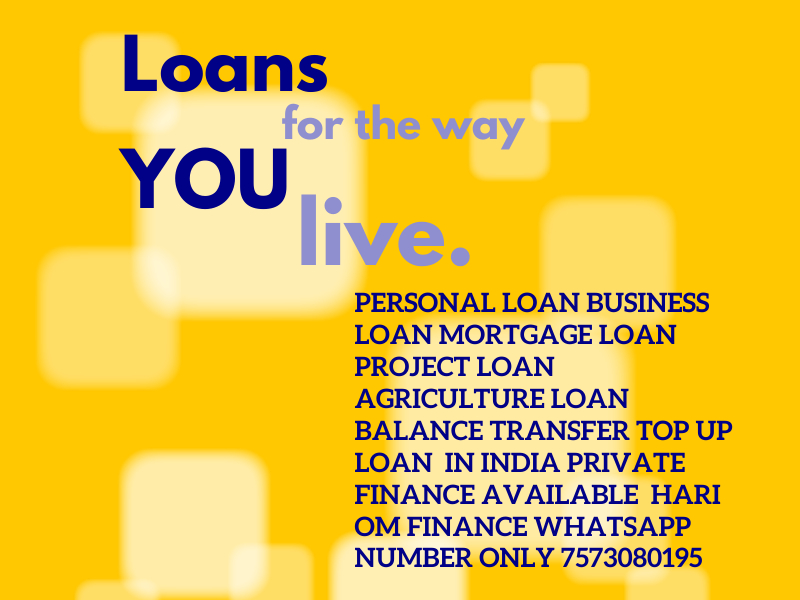 Loans
for the way
YOU
live.
PERSONAL LOAN BUSINESS
LOAN MORTGAGE LOAN
PROJECT LOAN
AGRICULTURE LOAN
BALANCE TRANSFER TOP UP
LOAN  IN INDIA PRIVATE
FINANCE AVAILABLE  HARI
OM FINANCE WHATSAPP
NUMBER ONLY 7573080195